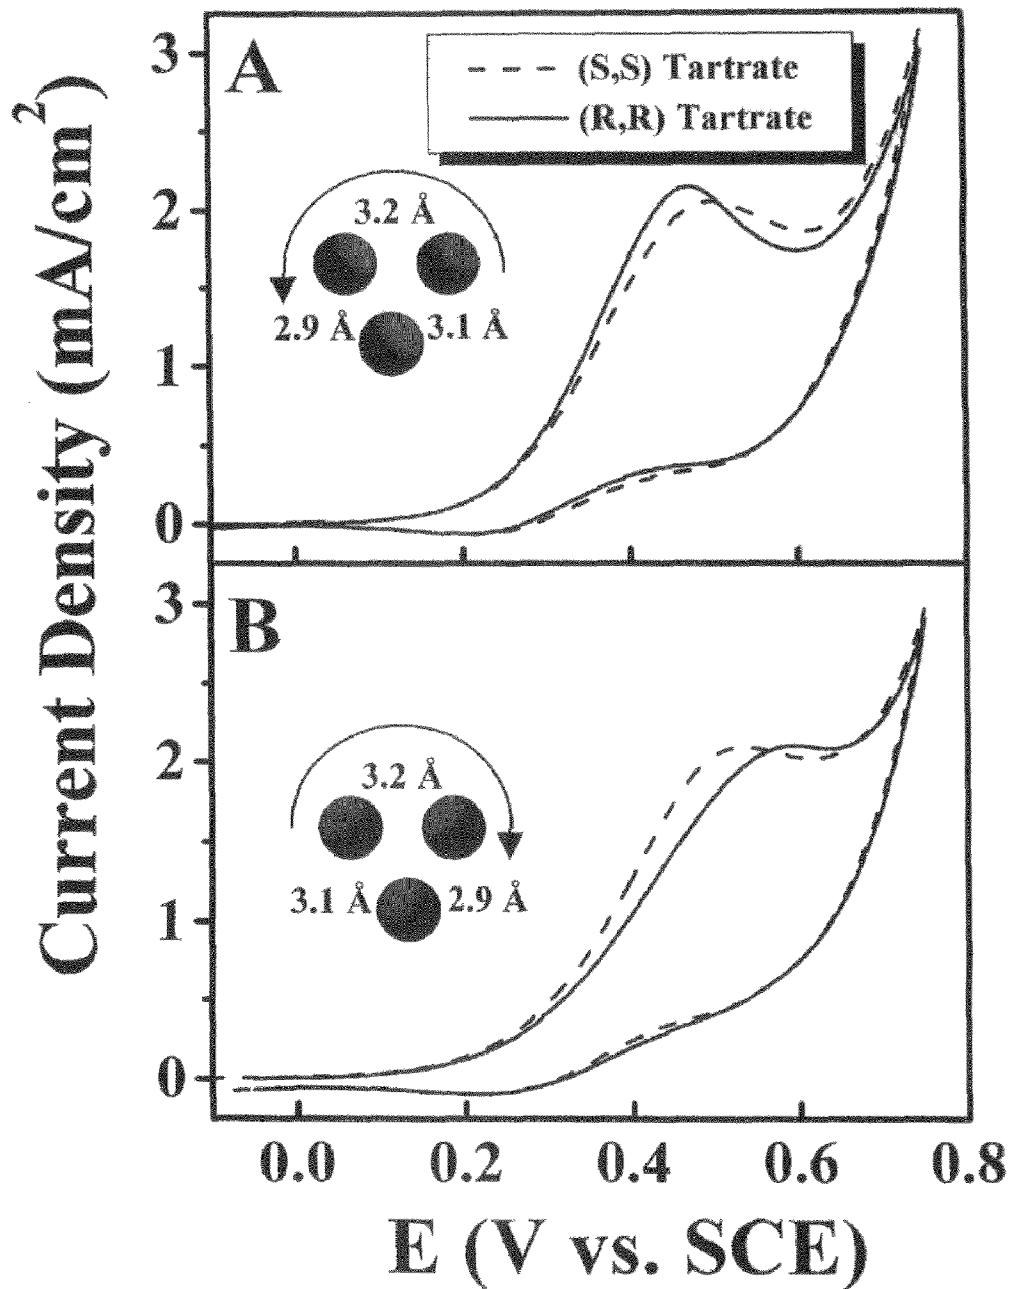 Current Density (mA/cm²)
3
2
1
0
A
(S,S) Tartrate
(R,R) Tartrate
3.2 Å
2.9 Å
3.1 Å
3
2
1
0
B
3.2 Å
3.1 Å
2.9 Å
0.0 0.2 0.4 0.6 0.8
E (V vs. SCE)